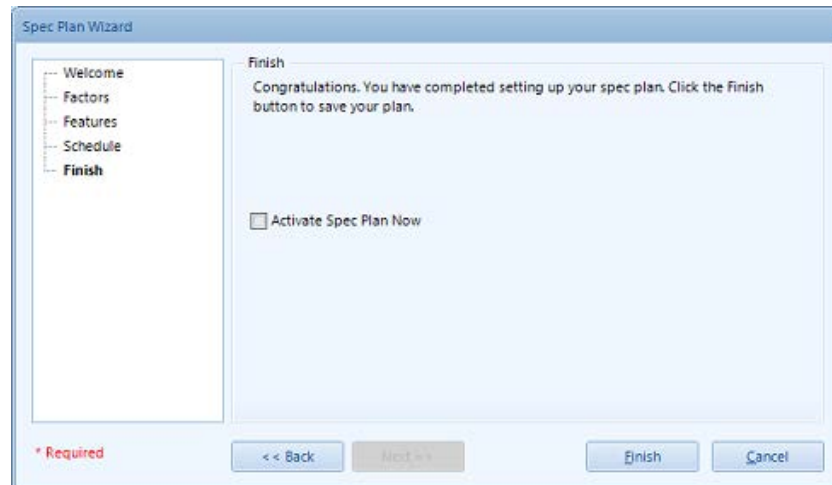 Spec Plan Wizard
Welcome
Factors
Features
Schedule
Finish
Finish
Congratulations. You have completed setting up your spec plan. Click the Finish
button to save your plan.
Activate Spec Plan Now
* Required
<< Back
Next >>
Finish
Cancel